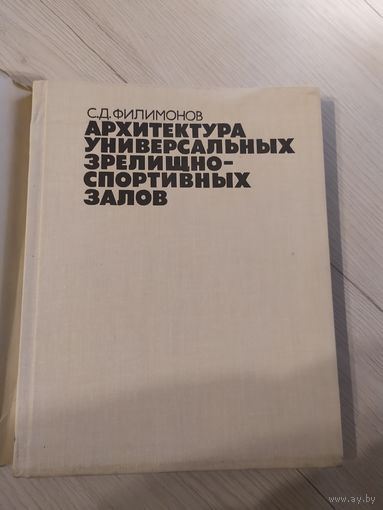 С.Д.ФИЛИМОНОВ
АРХИТЕКТУРА
УНИВЕРСАЛЬНЫХ
ЗРЕЛИЩНО-
СПОРТИВНЫХ
ЗАЛОВ
www.ay.by